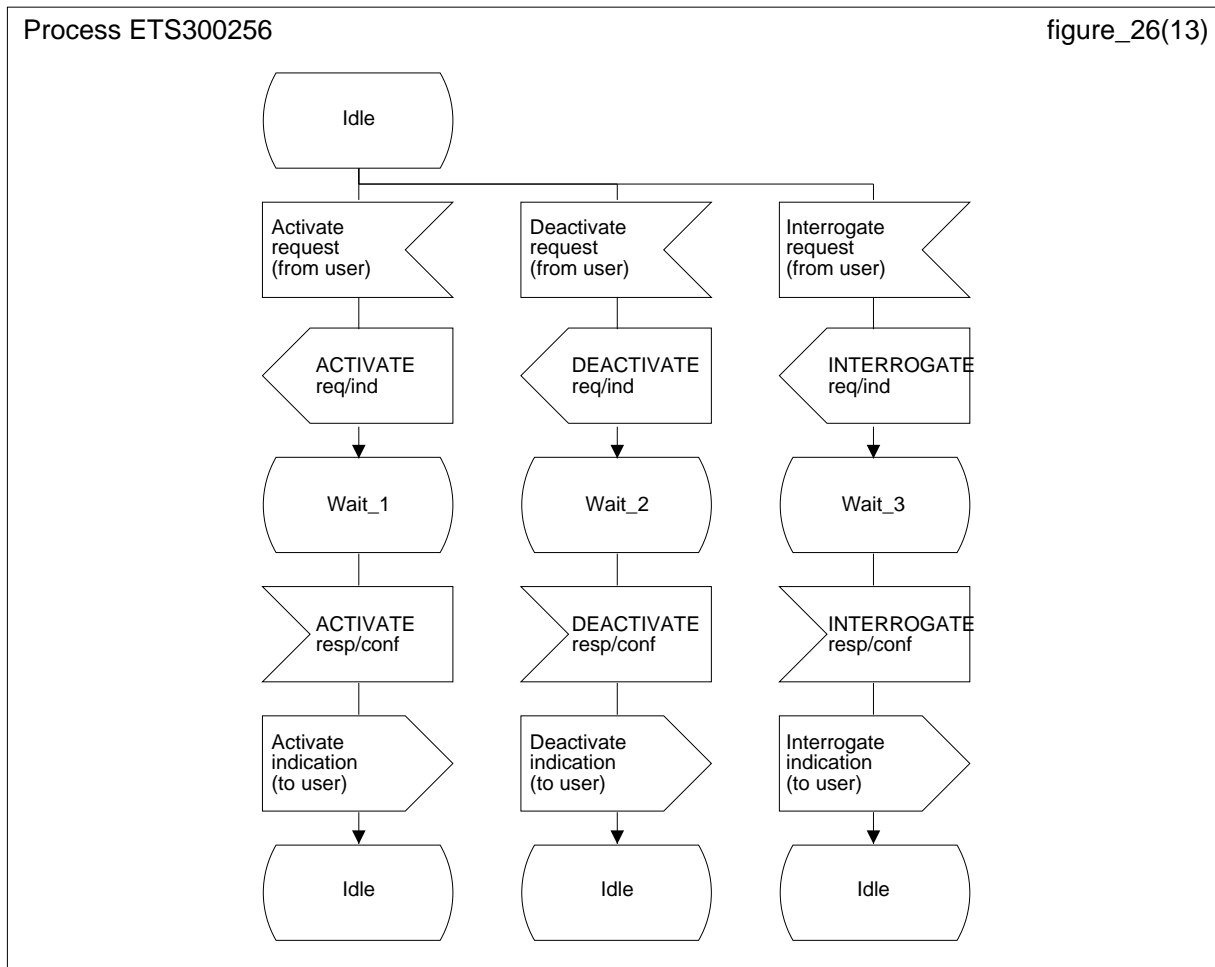 Process ETS300256
figure_26(13)
Idle
Activate
request
(from user)
Deactivate
request
(from user)
Interrogate
request
(from user)
ACTIVATE
req/ind
DEACTIVATE
req/ind
INTERROGATE
req/ind
Wait_1
Wait_2
Wait_3
ACTIVATE
resp/conf
DEACTIVATE
resp/conf
INTERROGATE
resp/conf
Activate
indication
(to user)
Deactivate
indication
(to user)
Interrogate
indication
(to user)
Idle
Idle
Idle